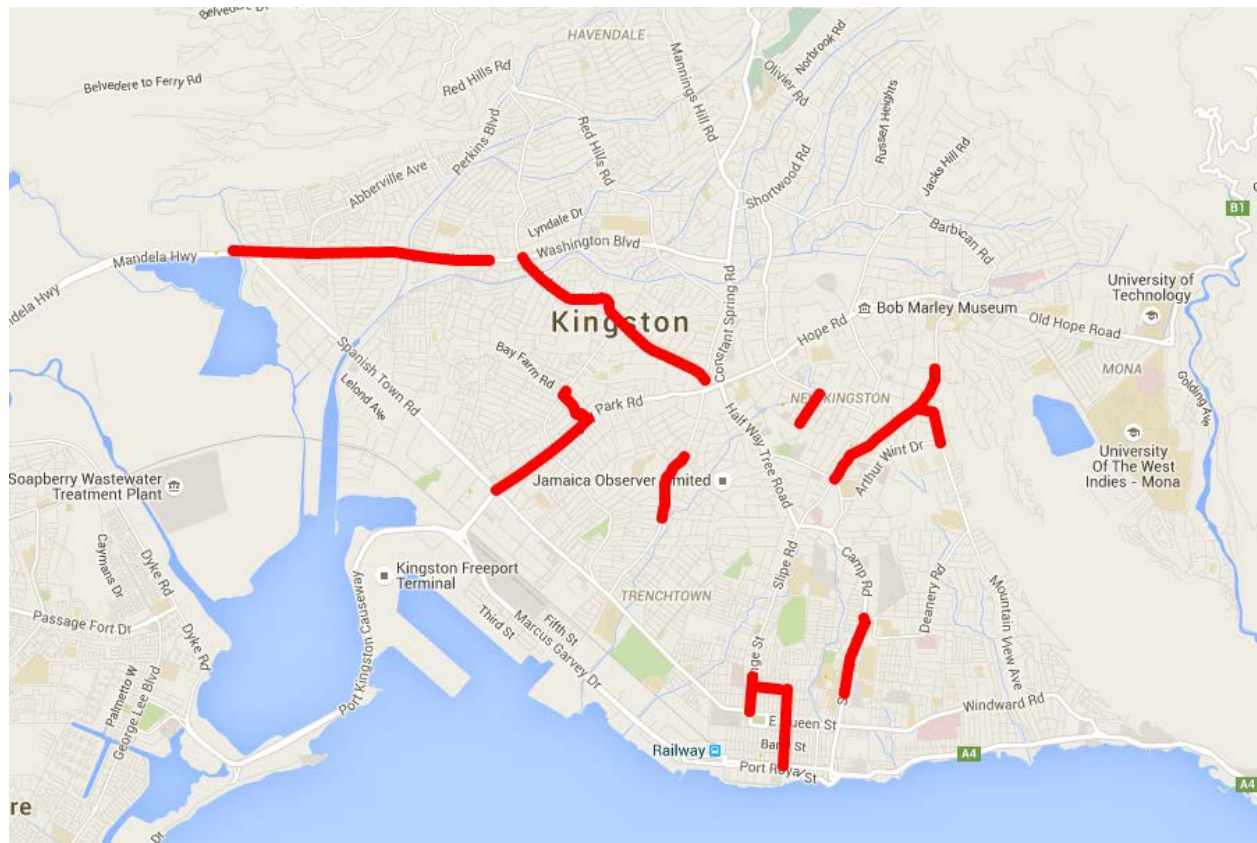 Belvedere Dr
HAVENDALE
Norbrook Rd
Olivier Rd
Belvedere to Ferry Rd
Red Hills Rd
Mannings Hill Rd
Russell Heights
Perkins Blvd
Red Hills Rd
Jacks Hill Rd
Shortwood Rd
Abberville Ave
B1
Lyndale Dr
Barbican Rd
Washington Blvd
Mandela Hwy
University of
Technology
Mandela Hwy
Constant Spring Rd
Bob Marley Museum
Old Hope Road
Kingston
Hope Rd
Spanish Town Rd
Bay Farm Rd
MONA
Golding Ave
Lelond Ave
NEW KINGSTON
Park Rd
Half Way Tree Road
University
Of The West
Indies - Mona
Arthur Wint Dr
Soapberry Wastewater
Treatment Plant
Jamaica Observer Limited
Caymans Dr
Dyke Rd
Slipe Rd
Camp Rd
Kingston Freeport
Terminal
TRENCHTOWN
Deanery Rd
Mountain View Ave
Passage Fort Dr
Dyke Rd
Port Kingston Causeway
Third St
Fifth St
Marcus Garvey Dr
Palmetto W
George Lee Blvd
nge St
Windward Rd
E Queen St
Railway
A4
Port Royal St
A4
re
Dr